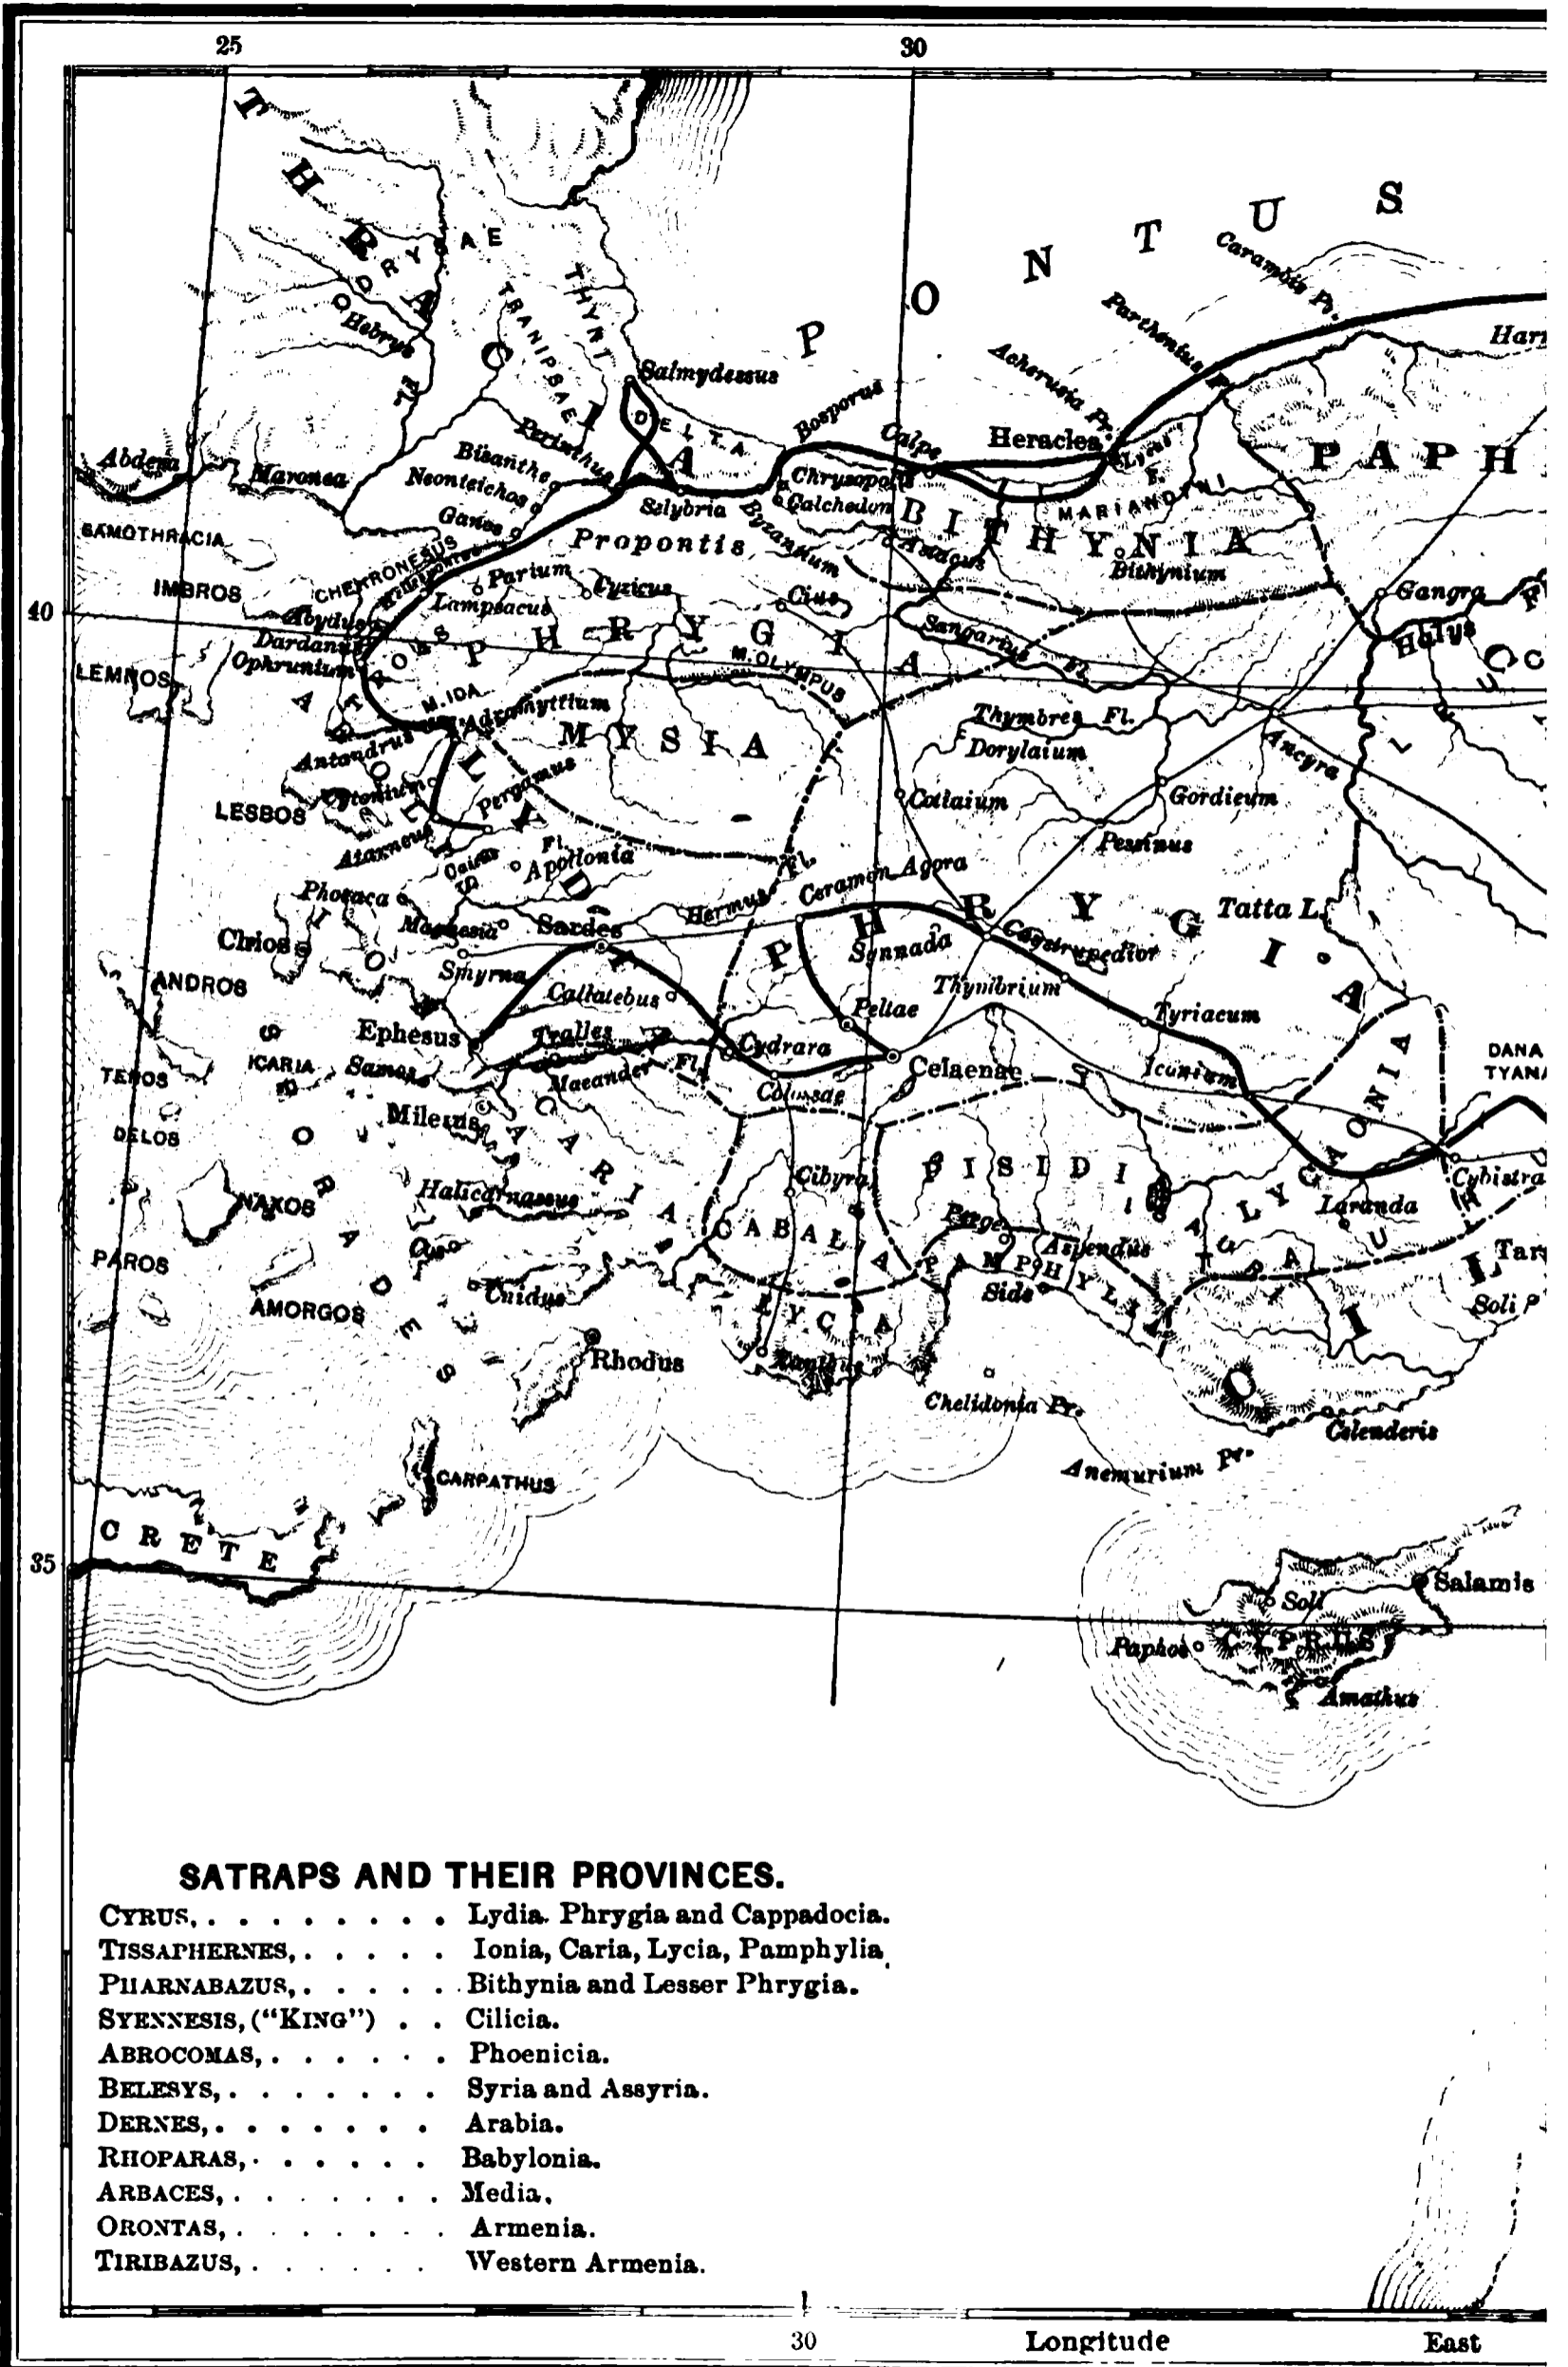 25
30
THRACIA
ODRYSAE
THYNI
TRANIPSAE
Hebrus
Fl.
PONTUS
Carambis Pr.
Parthenius F.
Acherusia Pr.
Salmydessus
DELTA
Bosporus
Calpe
Heraclea
Lycus F.
Perinthus
Bisanthe
Neonteichos
Ganos
Selybria
Byzantium
Chrysopolis
Calchedon
BITHYNIA
MARIANDYNI
PAPH
Abdera
Maronea
SAMOTHRACIA
Propontis
Astacus
Bithynium
CHERRONESUS
IMBROS
Parium
Cyzicus
Cius
Gangra
Halys
40
Abydus
Lampsacus
Dardanus
Ophrunium
TROAS
PHRYGIA
Sangarius Fl.
LEMNOS
M. IDA
M. OLYMPUS
Adramyttium
Antandrus
MYSIA
Thymbres Fl.
Dorylaium
Ancyra
LESBOS
Pergamus
Cotiaium
Gordieum
Atarneus
Pessinus
Caicus
Fl.
Apollonia
LYDIA
Phocaea
Hermus Fl.
Ceramon Agora
Magnesia
Sardes
PHRYGIA
Tatta L.
Chios
Smyrna
Synnada
Caystrupedion
ANDROS
Callatebus
Thymbrium
Ephesus
Tralles
Peltae
Tyriacum
ICARIA
Samos
Maeander Fl.
Cydrara
Celaenae
Iconium
DANA
TYANA
TENOS
Colossae
Miletus
DELOS
CARIA
LYCAONIA
SPORADES
Cibyra
PISIDI
Cybistra
Halicarnassus
NAXOS
Laranda
CABALIA
Perge
Aspendus
TAURUS
PAROS
Cos
PAMPHYLIA
Side
Tar
Cnidus
AMORGOS
LYCIA
Soli
Rhodus
Xanthus
Chelidonia Pr.
Celenderis
CARPATHUS
Anemurium Pr.
CRETE
35
Salamis
Soli
Paphos
CYPRUS
Amathus
SATRAPS AND THEIR PROVINCES.
CYRUS, . . . . . . . . . Lydia. Phrygia and Cappadocia.
TISSAPHERNES, . . . . . Ionia, Caria, Lycia, Pamphylia
PHARNABAZUS, . . . . . Bithynia and Lesser Phrygia.
SYENNESIS, ("KING") . . Cilicia.
ABROCOMAS, . . . . . . Phoenicia.
BELESYS, . . . . . . . Syria and Assyria.
DERNES, . . . . . . . Arabia.
RHOPARAS, . . . . . . Babylonia.
ARBACES, . . . . . . . Media.
ORONTAS, . . . . . . . Armenia.
TIRIBAZUS, . . . . . . Western Armenia.
30
Longitude
East